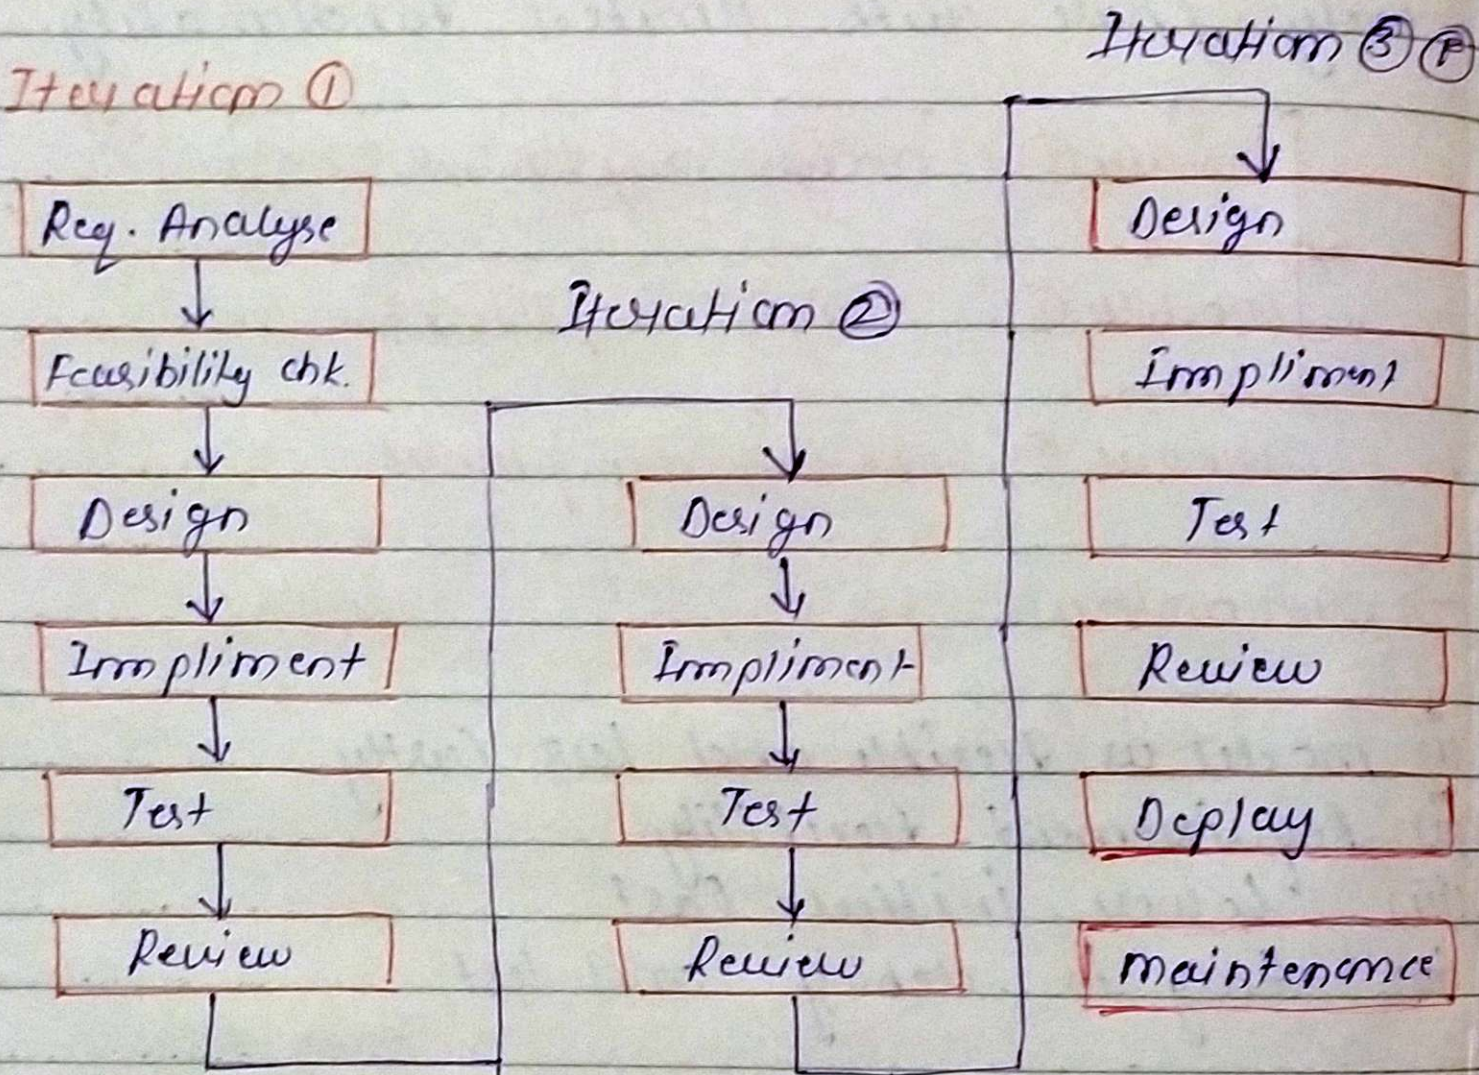 Iteration ①
Req. Analyse
Feasibility chk.
Design
Impliment
Test
Review
Iteration ②
Design
Impliment
Test
Review
Iteration ③ Ⓕ
Design
Impliment
Test
Review
Deplay
maintenance